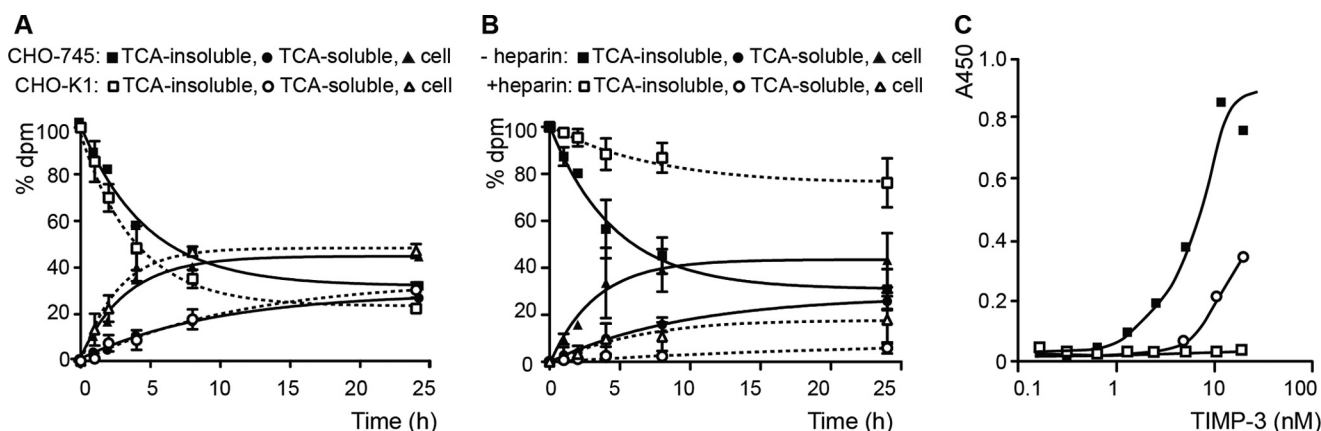 A
CHO-745: ■ TCA-insoluble, ● TCA-soluble, ▲ cell
CHO-K1: □ TCA-insoluble, ○ TCA-soluble, △ cell
% dpm
100
80
60
40
20
0
0 5 10 15 20 25
Time (h)
B
- heparin: ■ TCA-insoluble, ● TCA-soluble, ▲ cell
+heparin: □ TCA-insoluble, ○ TCA-soluble, △ cell
% dpm
100
80
60
40
20
0
0 5 10 15 20 25
Time (h)
C
A450
1.0
0.8
0.6
0.4
0.2
0
0.1 1 10 100
TIMP-3 (nM)